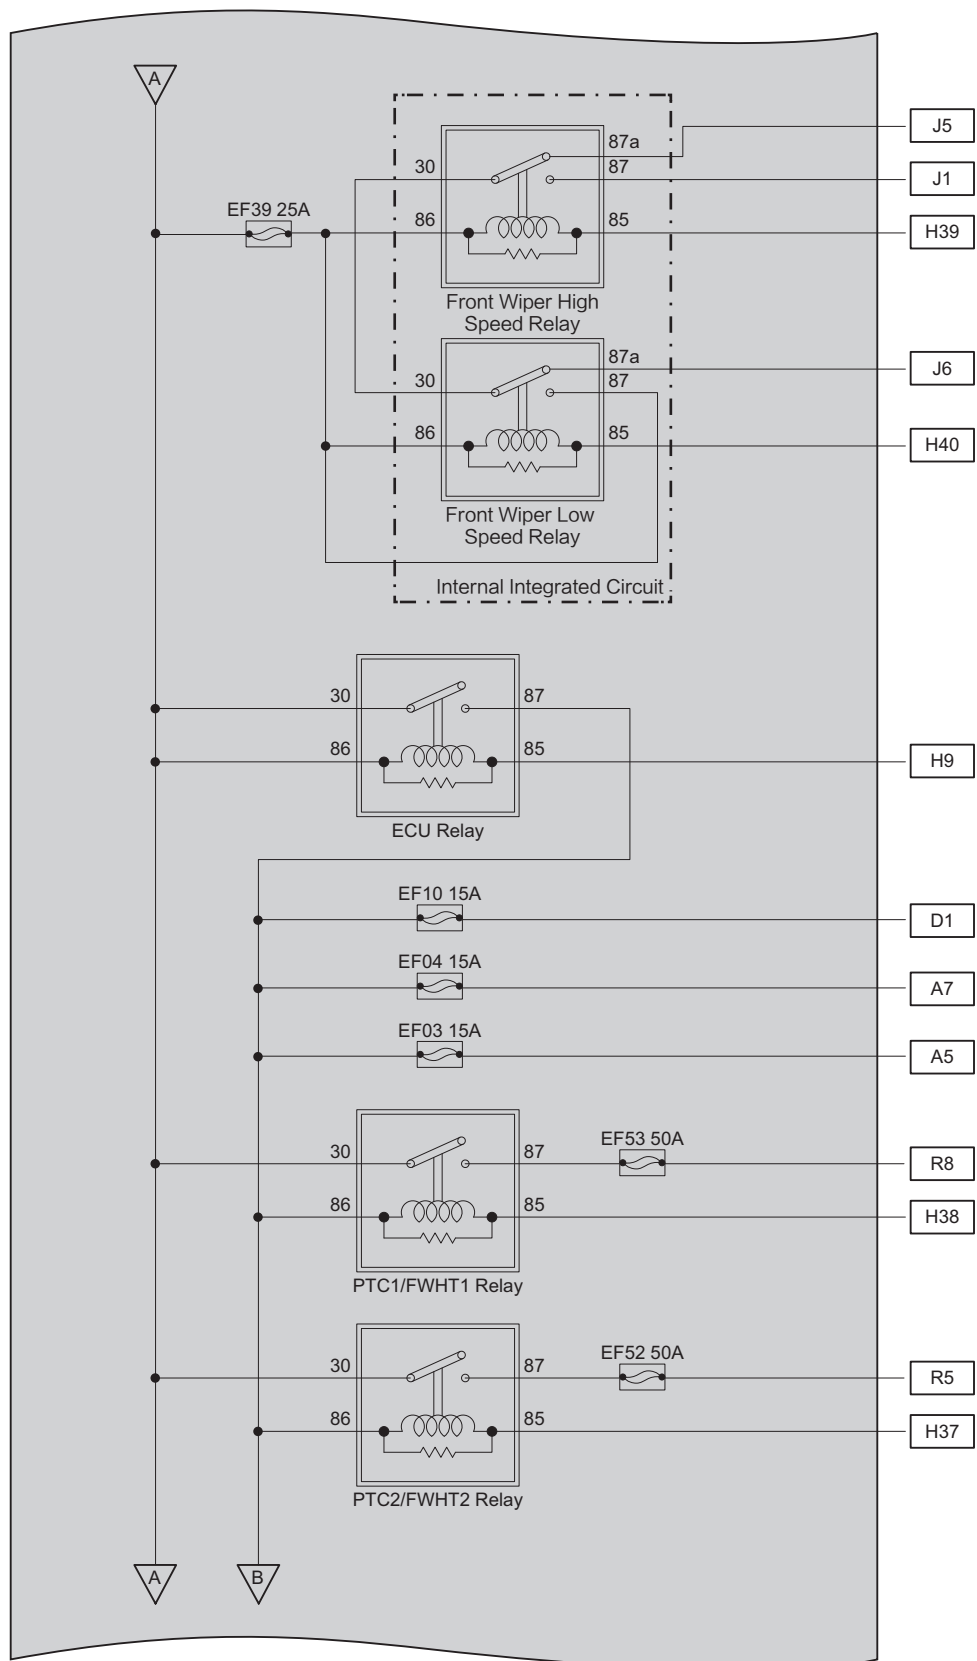 A
87a
J5
30
87
J1
EF39 25A
86
85
H39
Front Wiper High
Speed Relay
87a
J6
30
87
86
85
H40
Front Wiper Low
Speed Relay
Internal Integrated Circuit
30
87
86
85
H9
ECU Relay
EF10 15A
D1
EF04 15A
A7
EF03 15A
A5
30
87
EF53 50A
R8
86
85
H38
PTC1/FWHT1 Relay
30
87
EF52 50A
R5
86
85
H37
PTC2/FWHT2 Relay
A
B